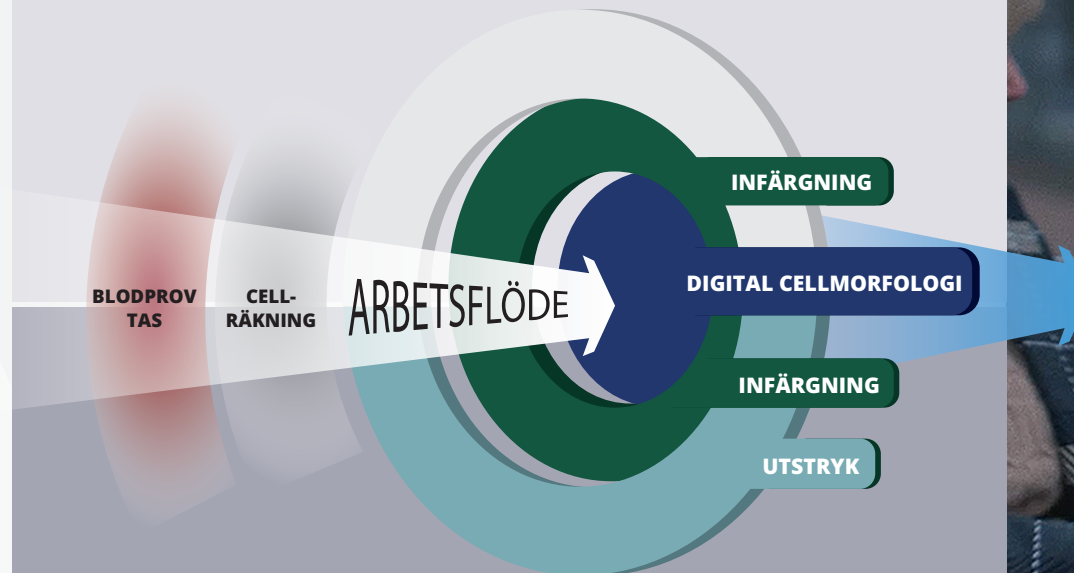 BLODPROV
TAS
CELL-
RÄKNING
ARBETSFLÖDE
INFÄRGNING
DIGITAL CELLMORFOLOGI
INFÄRGNING
UTSTRYK